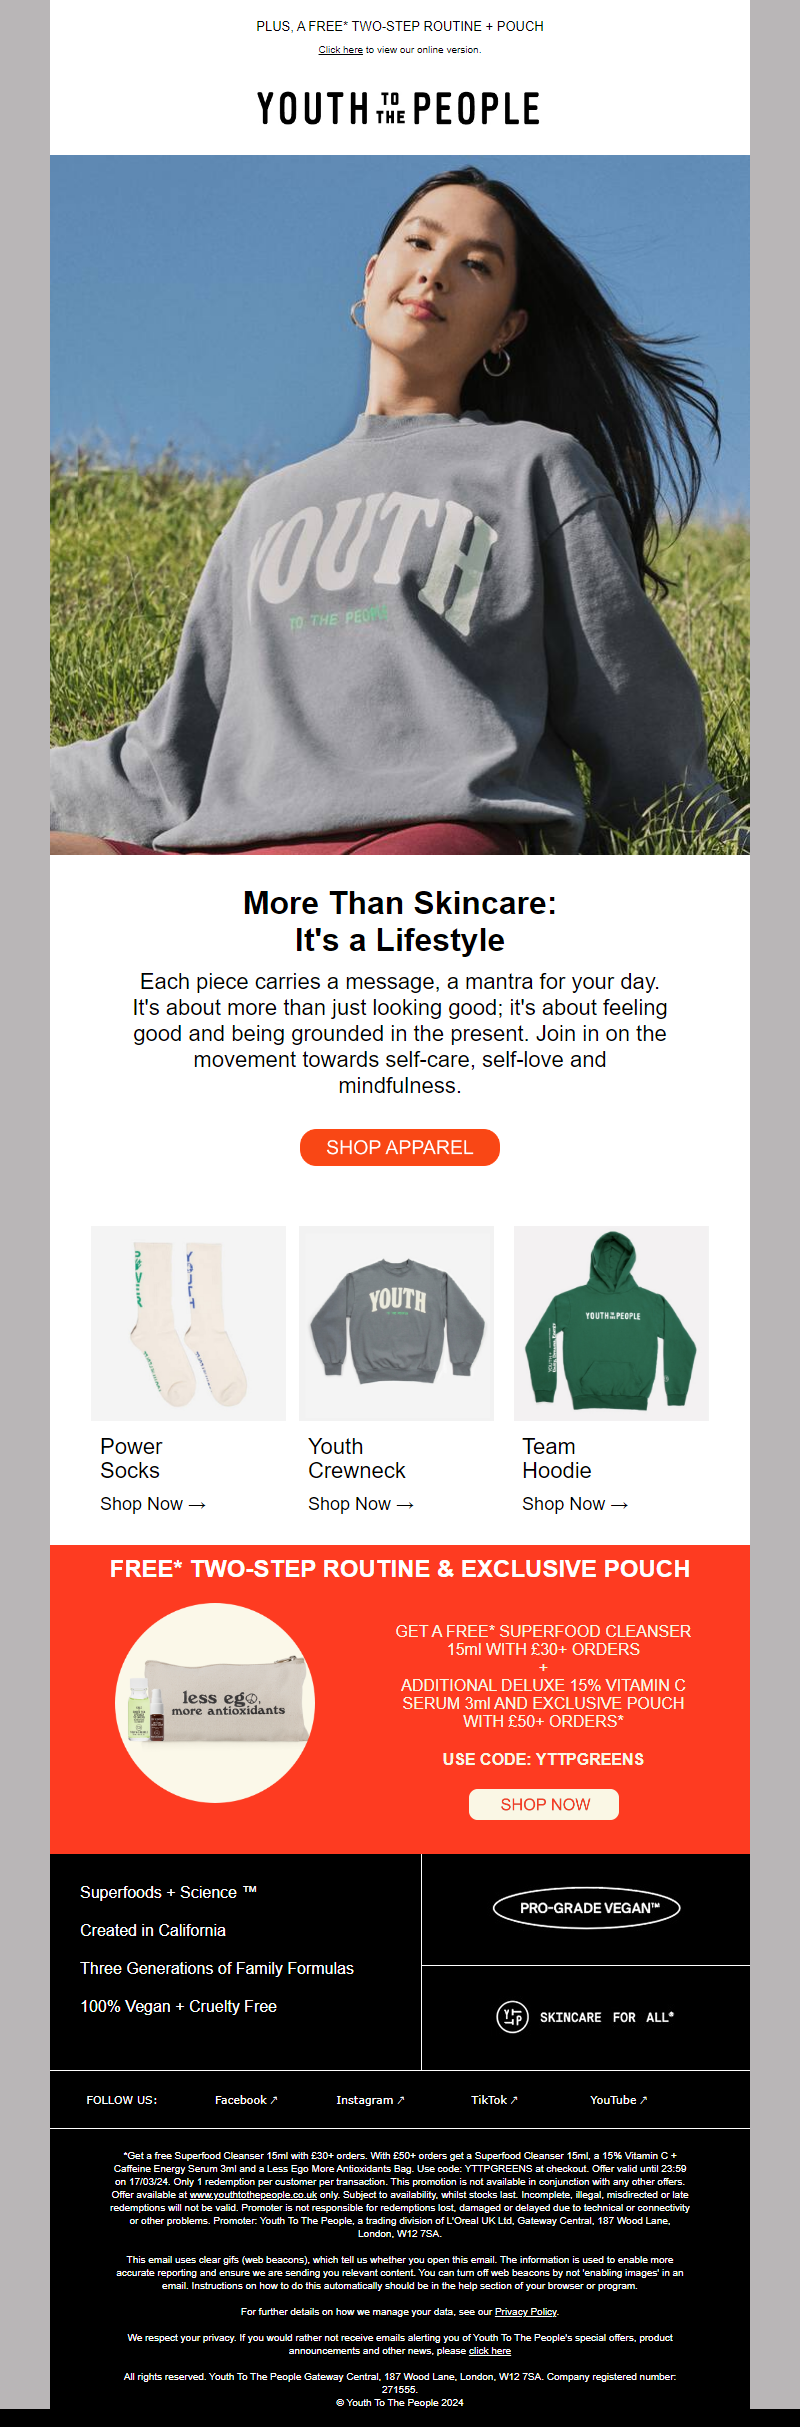 PLUS, A FREE* TWO-STEP ROUTINE + POUCH
Click here to view our online version.
YOUTH TO THE PEOPLE
YOUTH
TO THE PEOPLE
More Than Skincare:
It's a Lifestyle
Each piece carries a message, a mantra for your day.
It's about more than just looking good; it's about feeling
good and being grounded in the present. Join in on the
movement towards self-care, self-love and
mindfulness.
SHOP APPAREL
YOUTH
YOUTH TO THE PEOPLE
Power
Socks
Shop Now →
Youth
Crewneck
Shop Now →
Team
Hoodie
Shop Now →
FREE* TWO-STEP ROUTINE & EXCLUSIVE POUCH
less ego,
more antioxidants
GET A FREE* SUPERFOOD CLEANSER
15ml WITH £30+ ORDERS
+
ADDITIONAL DELUXE 15% VITAMIN C
SERUM 3ml AND EXCLUSIVE POUCH
WITH £50+ ORDERS*
USE CODE: YTTPGREENS
SHOP NOW
Superfoods + Science ™
Created in California
Three Generations of Family Formulas
100% Vegan + Cruelty Free
PRO-GRADE VEGAN™
YTTP SKINCARE FOR ALL*
FOLLOW US: Facebook ↗ Instagram ↗ TikTok ↗ YouTube ↗
*Get a free Superfood Cleanser 15ml with £30+ orders. With £50+ orders get a Superfood Cleanser 15ml, a 15% Vitamin C +
Caffeine Energy Serum 3ml and a Less Ego More Antioxidants Bag. Use code: YTTPGREENS at checkout. Offer valid until 23:59
on 17/03/24. Only 1 redemption per customer per transaction. This promotion is not available in conjunction with any other offers.
Offer available at www.youthtothepeople.co.uk only. Subject to availability, whilst stocks last. Incomplete, illegal, misdirected or late
redemptions will not be valid. Promoter is not responsible for redemptions lost, damaged or delayed due to technical or connectivity
or other problems. Promoter: Youth To The People, a trading division of L'Oreal UK Ltd, Gateway Central, 187 Wood Lane,
London, W12 7SA.
This email uses clear gifs (web beacons), which tell us whether you open this email. The information is used to enable more
accurate reporting and ensure we are sending you relevant content. You can turn off web beacons by not 'enabling images' in an
email. Instructions on how to do this automatically should be in the help section of your browser or program.
For further details on how we manage your data, see our Privacy Policy.
We respect your privacy. If you would rather not receive emails alerting you of Youth To The People's special offers, product
announcements and other news, please click here
All rights reserved. Youth To The People Gateway Central, 187 Wood Lane, London, W12 7SA. Company registered number:
271555.
© Youth To The People 2024